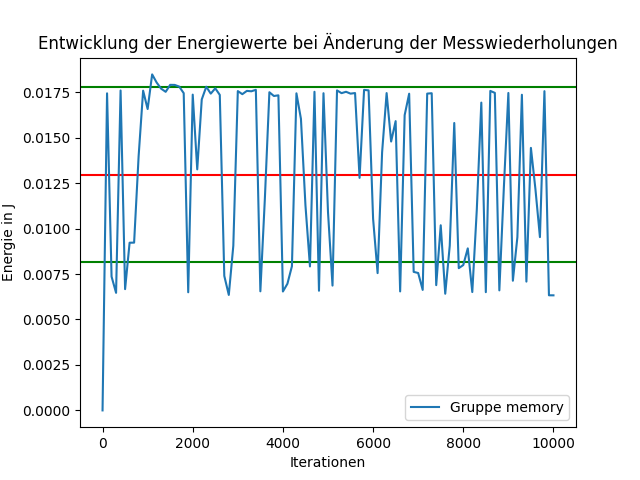 Entwicklung der Energiewerte bei Änderung der Messwiederholungen
Energie in J
0.0175
0.0150
0.0125
0.0100
0.0075
0.0050
0.0025
0.0000
Gruppe memory
0 2000 4000 6000 8000 10000
Iterationen